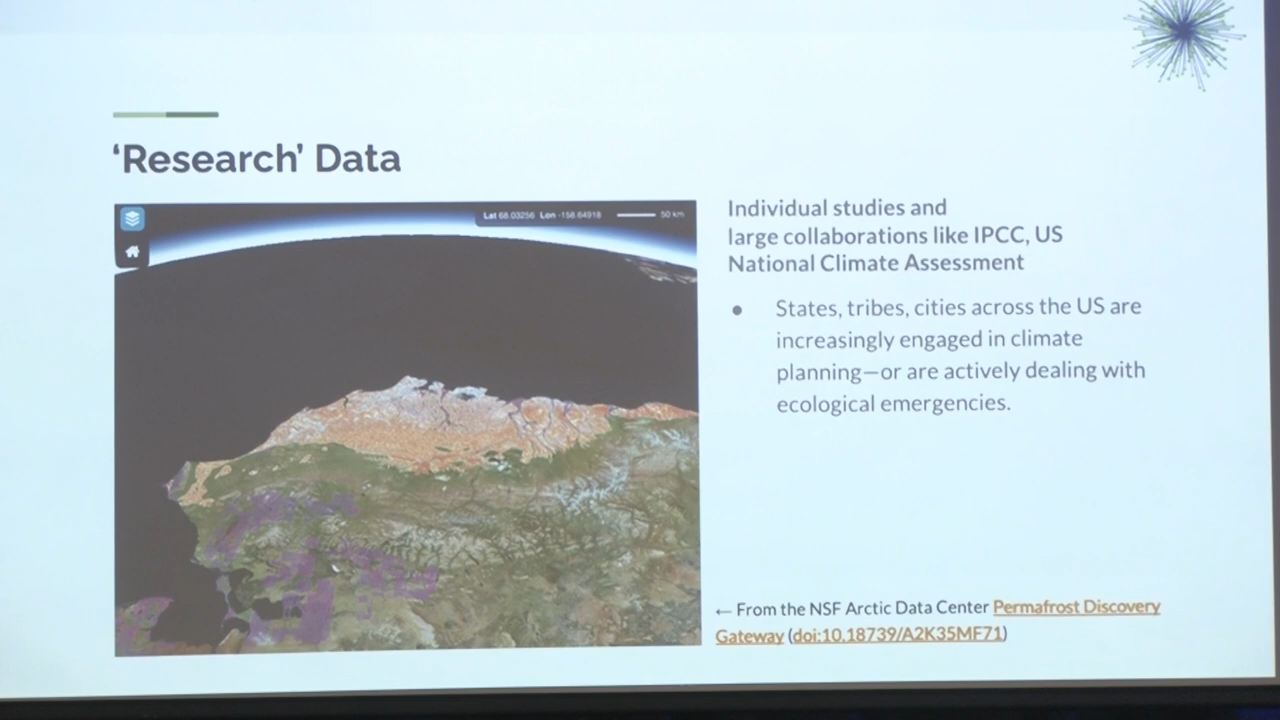 ‘Research’ Data
Lat 68.03256 Lon -158.64918 50 km
Individual studies and
large collaborations like IPCC, US
National Climate Assessment
● States, tribes, cities across the US are
increasingly engaged in climate
planning—or are actively dealing with
ecological emergencies.
← From the NSF Arctic Data Center Permafrost Discovery
Gateway (doi:10.18739/A2K35MF71)